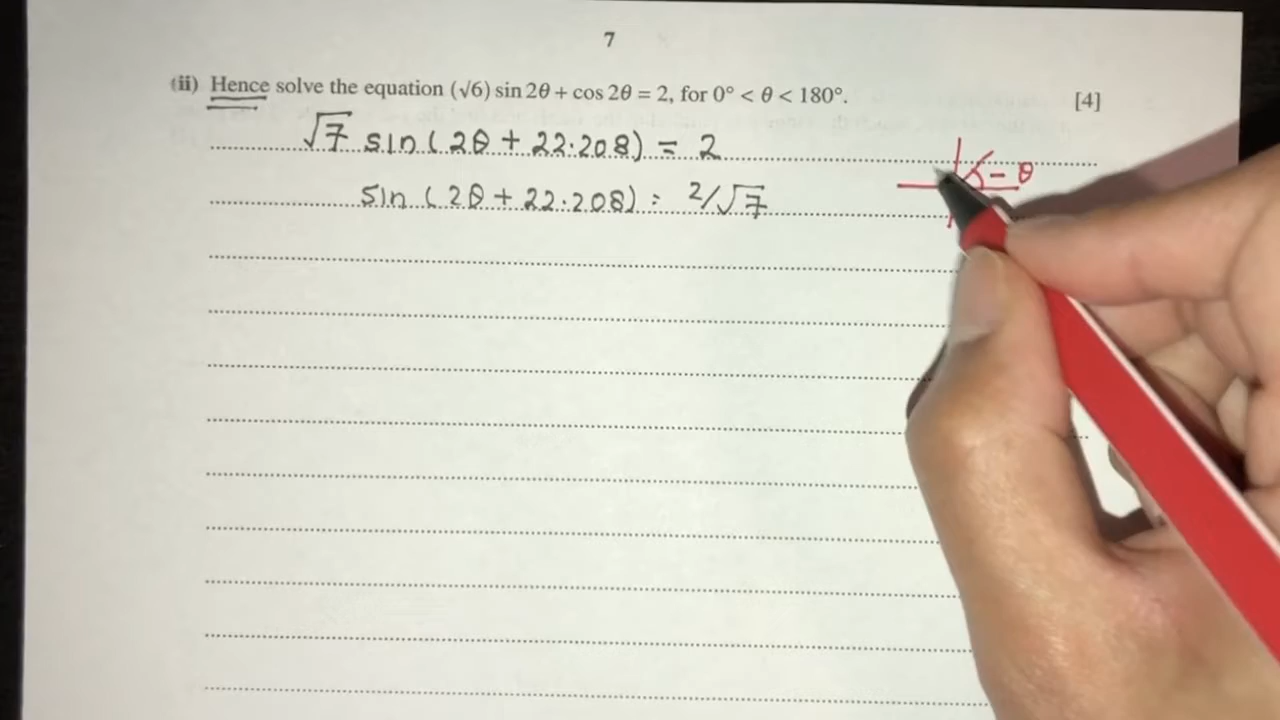 7
(ii) Hence solve the equation (√6) sin 2θ + cos 2θ = 2, for 0° < θ < 180°. [4]
√7 sin(2θ + 22.208) = 2
sin (2θ + 22.208) = 2/√7
θ